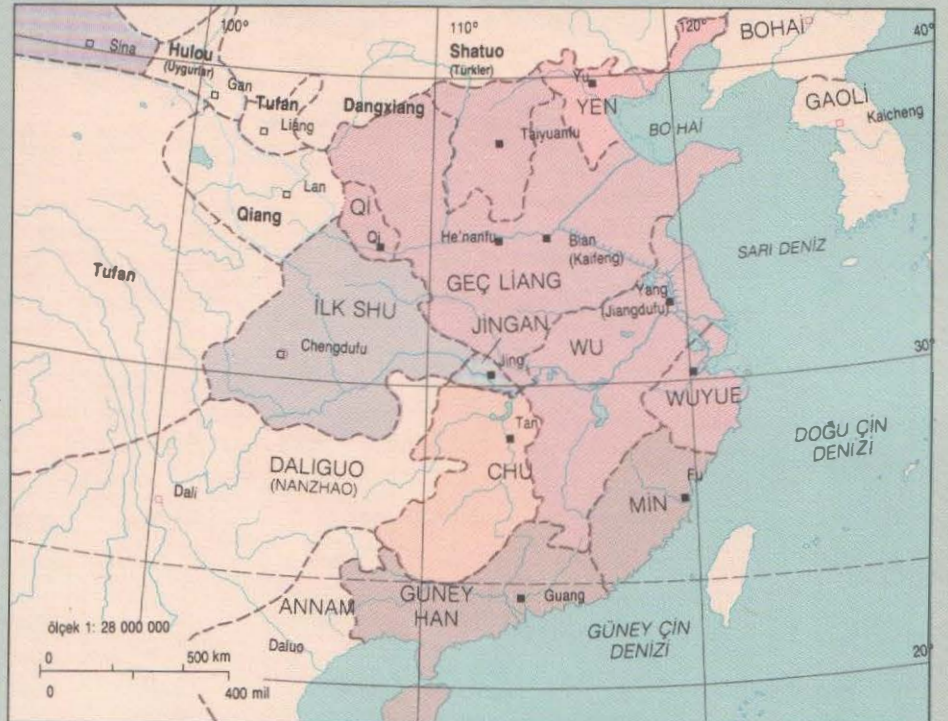 100°
110°
120°
40°
BOHAİ
Sina
Hulou
(Uygurlar)
Shatuo
(Türkler)
Gan
Tufan
Liang
Dangxiang
Yu
YEN
GAOLİ
Kaicheng
BO HAİ
Taiyuanfu
Lan
Qiang
Qİ
Qi
He'nanfu
Bian
(Kaifeng)
SARI DENİZ
Tufan
GEÇ LİANG
Yang
(Jiangdufu)
İLK SHU
JİNGAN
WU
Chengdufu
Jing
30°
WUYUE
Tan
DOĞU ÇİN
DENİZİ
DALIGUO
(NANZHAO)
CHU
Fu
Dali
MİN
ANNAM
GÜNEY
HAN
Guang
ölçek 1: 28 000 000
GÜNEY ÇİN
DENİZİ
Daluo
20°
0
500 km
0
400 mil